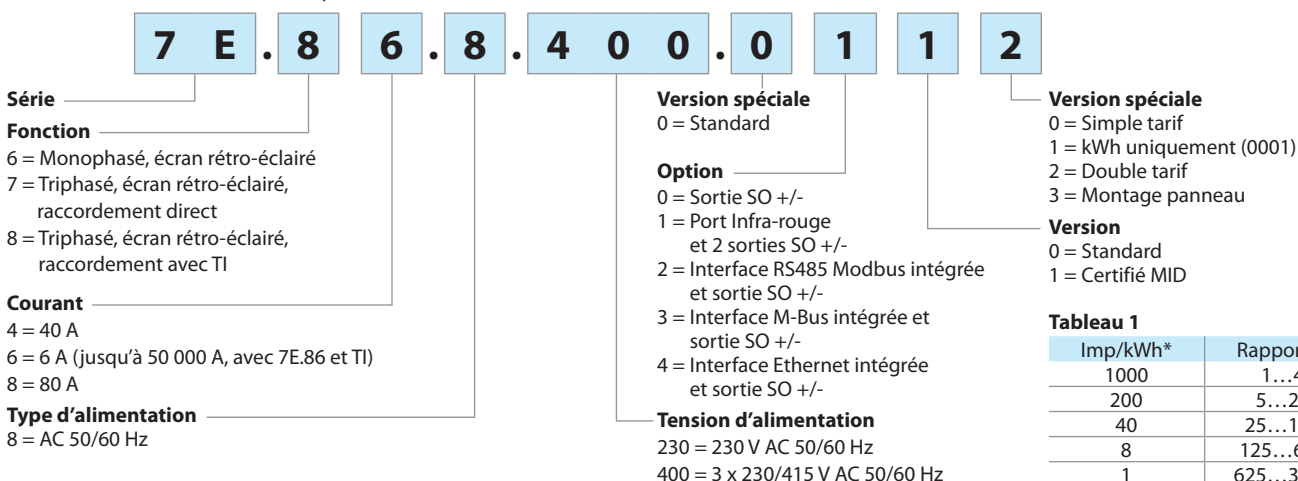 7 E . 8 6 . 8 . 4 0 0 . 0 1 1 2
Série
Fonction
6 = Monophasé, écran rétro-éclairé
7 = Triphasé, écran rétro-éclairé,
raccordement direct
8 = Triphasé, écran rétro-éclairé,
raccordement avec TI
Courant
4 = 40 A
6 = 6 A (jusqu'à 50 000 A, avec 7E.86 et TI)
8 = 80 A
Type d'alimentation
8 = AC 50/60 Hz
Version spéciale
0 = Standard
Option
0 = Sortie SO +/-
1 = Port Infra-rouge
et 2 sorties SO +/-
2 = Interface RS485 Modbus intégrée
et sortie SO +/-
3 = Interface M-Bus intégrée et
sortie SO +/-
4 = Interface Ethernet intégrée
et sortie SO +/-
Tension d'alimentation
230 = 230 V AC 50/60 Hz
400 = 3 x 230/415 V AC 50/60 Hz
Version spéciale
0 = Simple tarif
1 = kWh uniquement (0001)
2 = Double tarif
3 = Montage panneau
Version
0 = Standard
1 = Certifié MID
Tableau 1
Imp/kWh*
1000 1…4
200
40
8
1